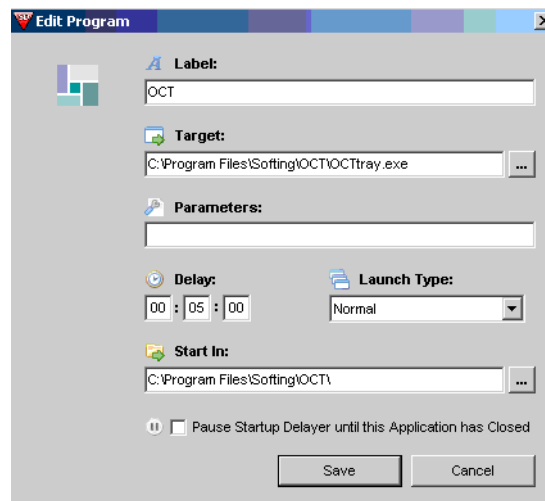 Edit Program
Label:
OCT
Target:
C:\Program Files\Softing\OCT\OCTtray.exe
...
Parameters:
Delay:
Launch Type:
00 : 05 : 00
Normal
Start In:
C:\Program Files\Softing\OCT\
...
Pause Startup Delayer until this Application has Closed
Save
Cancel